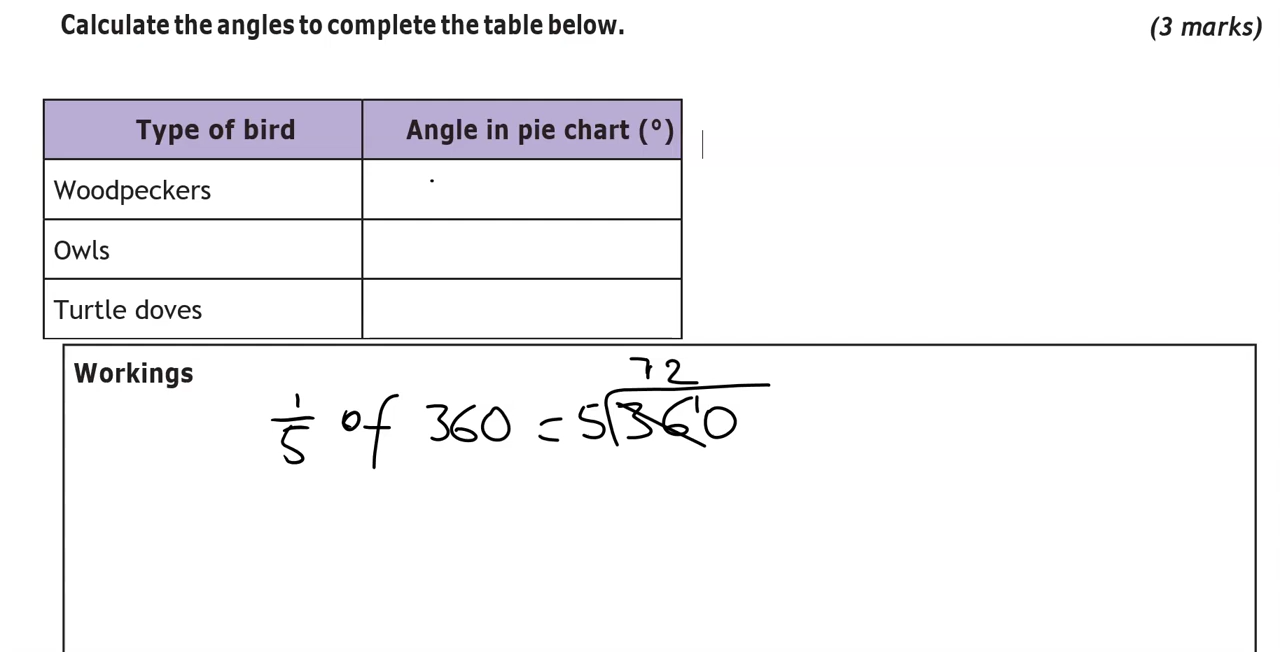 Calculate the angles to complete the table below. (3 marks)
Type of bird Angle in pie chart (°)
Woodpeckers
Owls
Turtle doves
Workings
72
1/5 of 360 = 5)36¹0